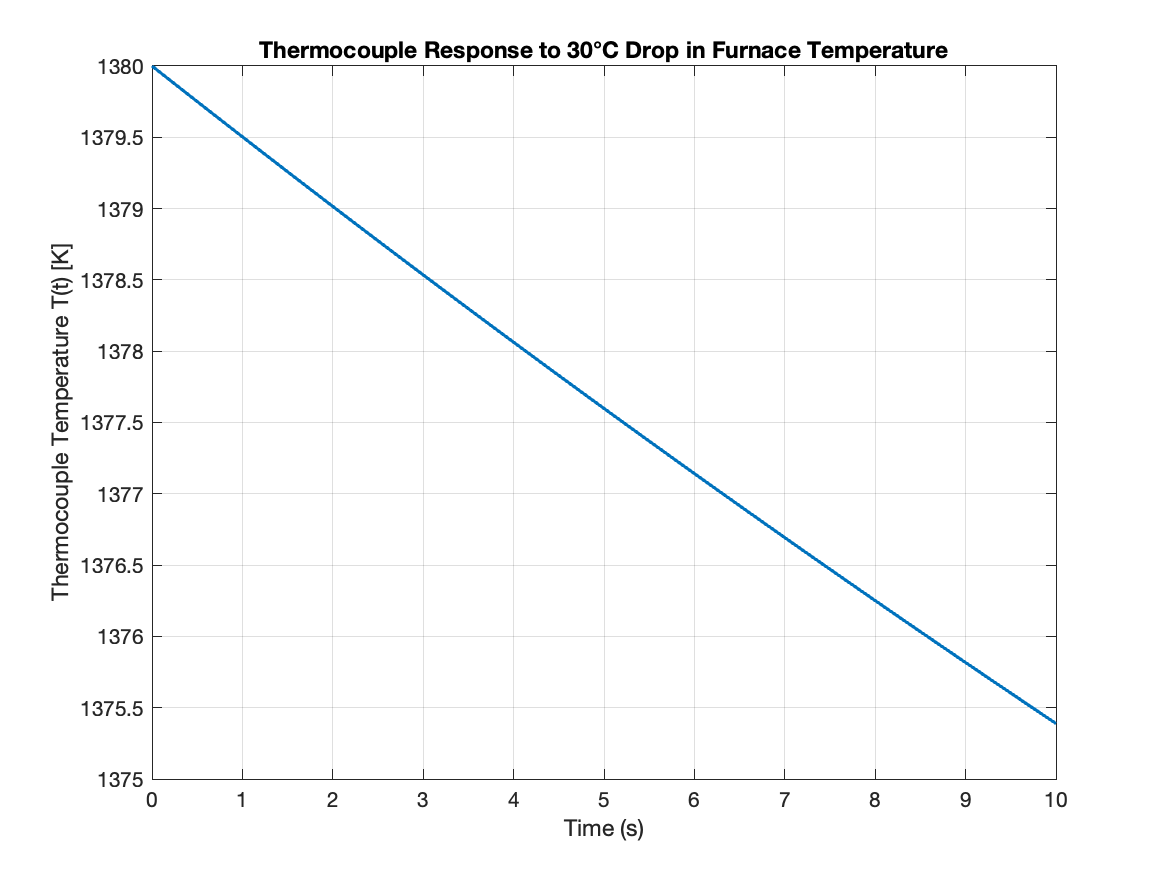 Thermocouple Response to 30°C Drop in Furnace Temperature
Thermocouple Temperature T(t) [K]
1380
1379.5
1379
1378.5
1378
1377.5
1377
1376.5
1376
1375.5
1375
0 1 2 3 4 5 6 7 8 9 10
Time (s)